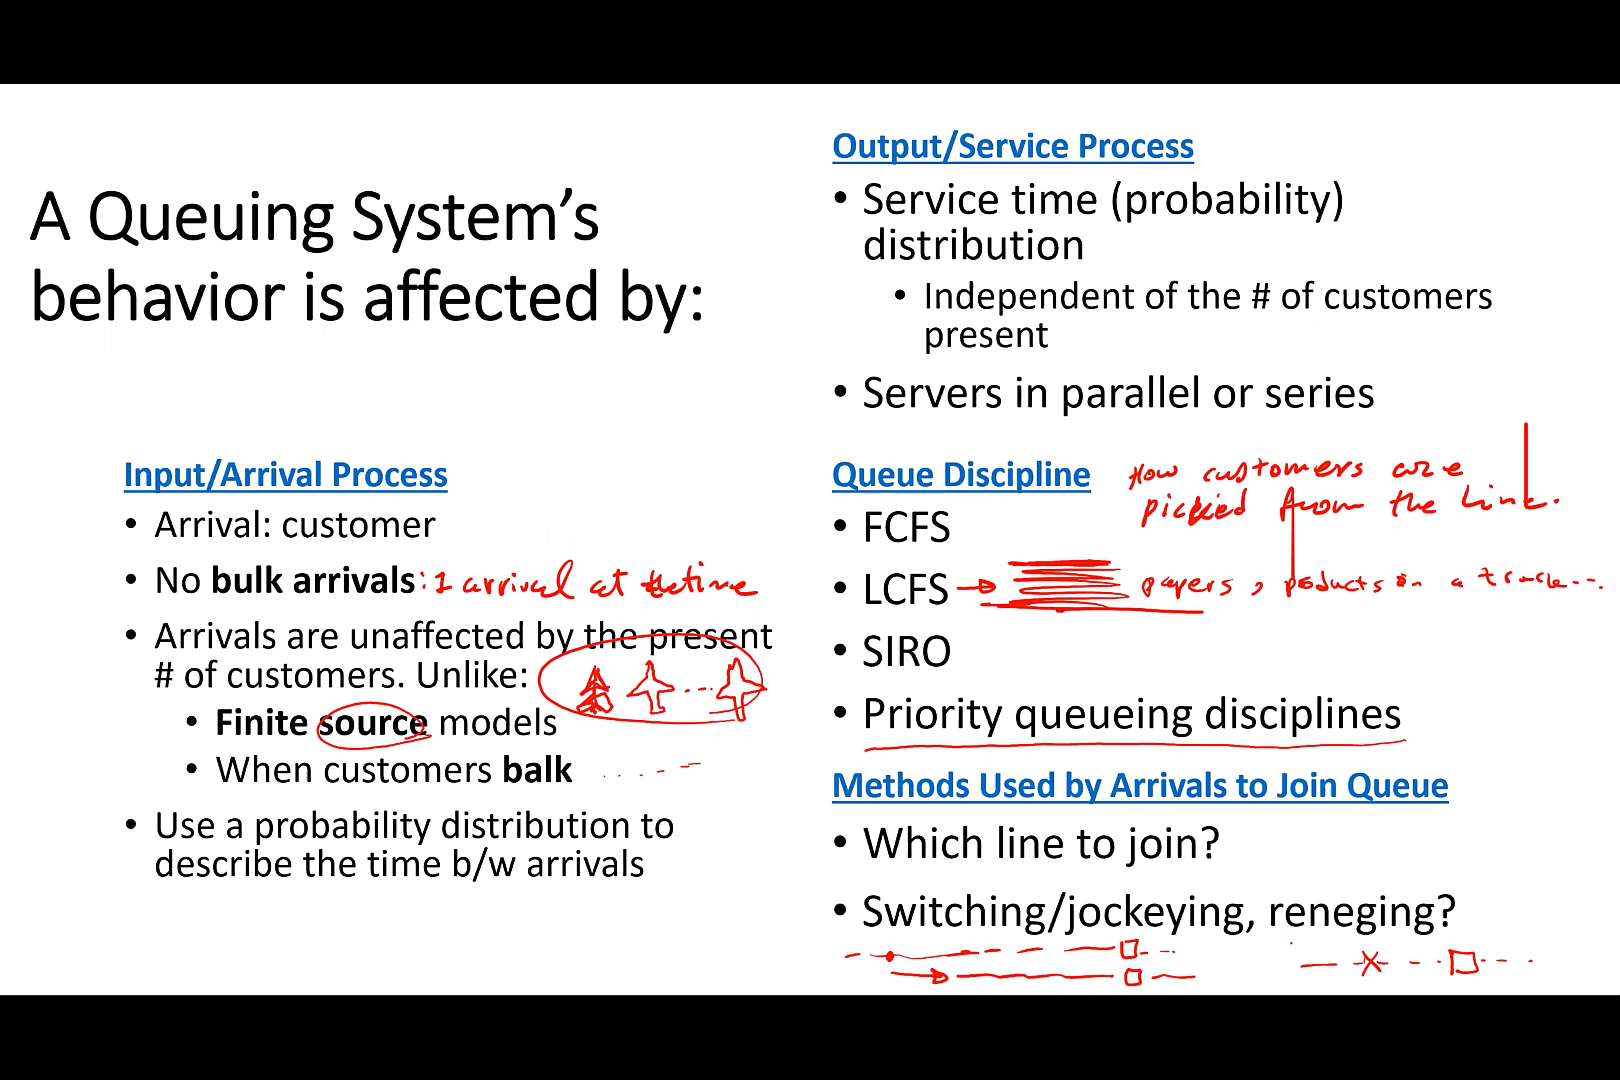 A Queuing System's
behavior is affected by:
Input/Arrival Process
• Arrival: customer
• No bulk arrivals : 1 arrival at the time
• Arrivals are unaffected by the present
# of customers. Unlike:
• Finite source models
• When customers balk
• Use a probability distribution to
describe the time b/w arrivals
Output/Service Process
• Service time (probability)
distribution
• Independent of the # of customers
present
• Servers in parallel or series
Queue Discipline
How customers are
picked from the line.
• FCFS
• LCFS → papers, products on a truck...
• SIRO
• Priority queueing disciplines
Methods Used by Arrivals to Join Queue
• Which line to join?
• Switching/jockeying, reneging?